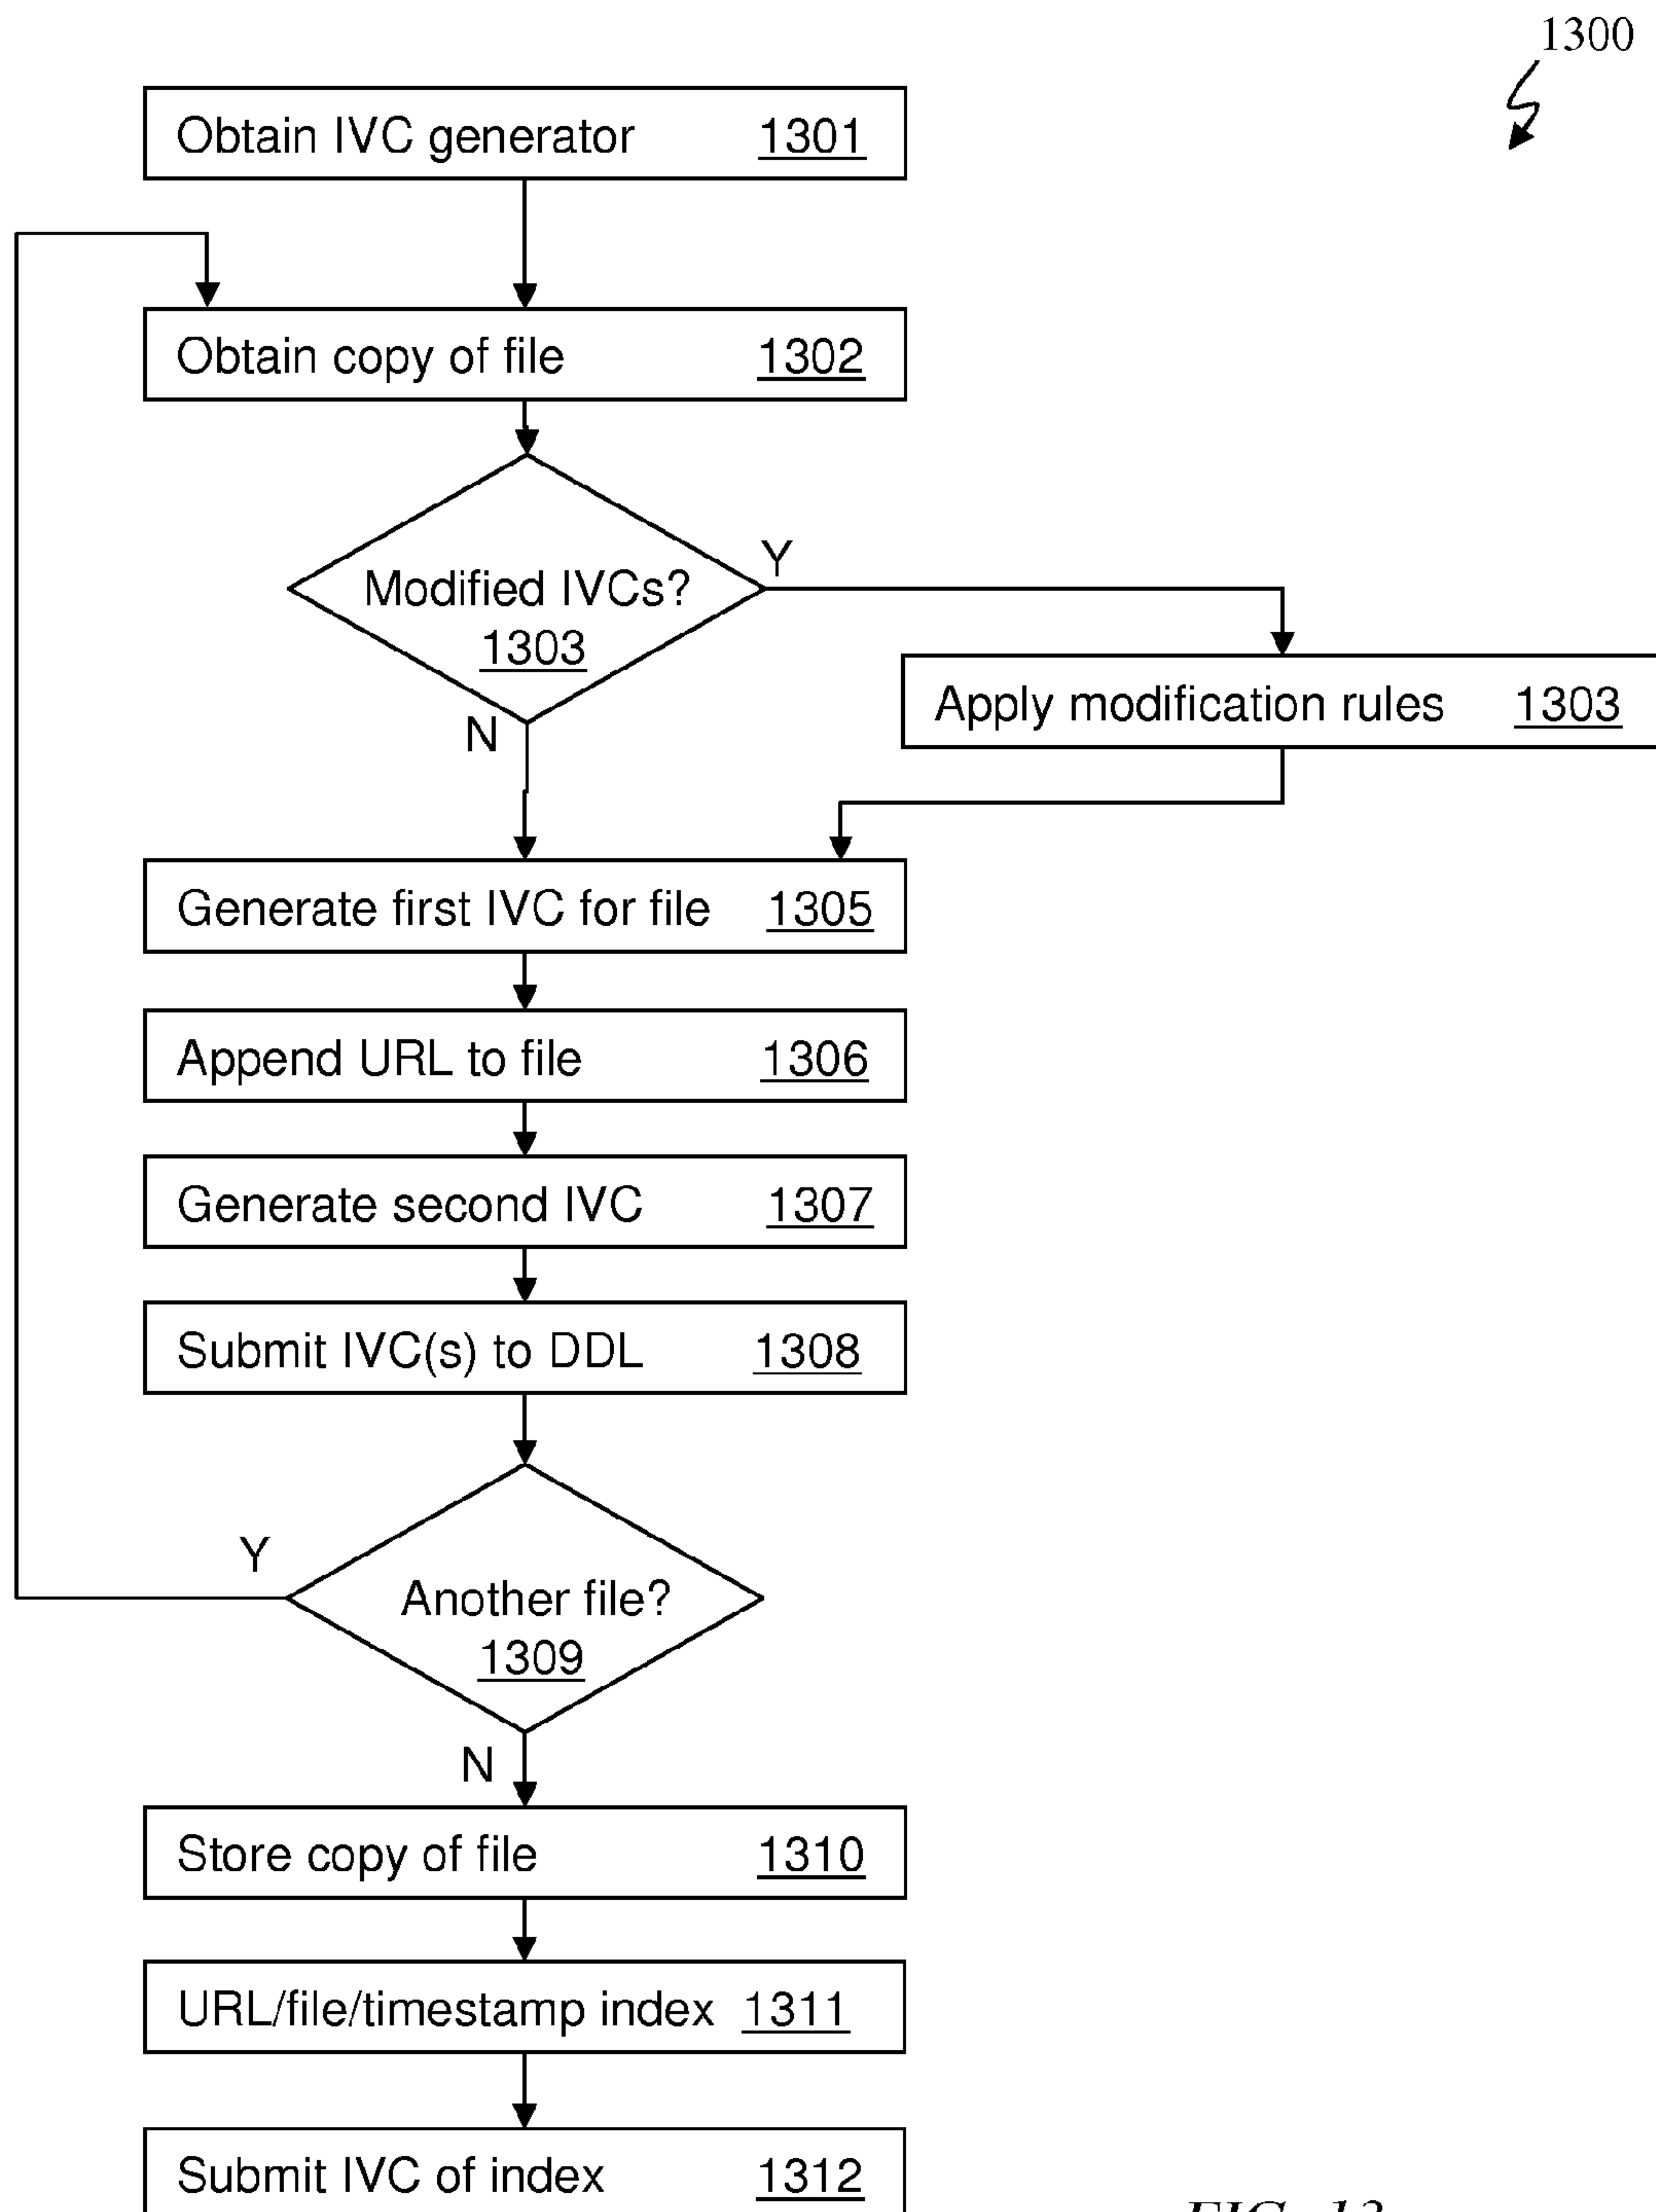 1300
Obtain IVC generator 1301
Obtain copy of file 1302
Y
Modified IVCs?
1303
Apply modification rules 1303
N
Generate first IVC for file 1305
Append URL to file 1306
Generate second IVC 1307
Submit IVC(s) to DDL 1308
Y
Another file?
1309
N
Store copy of file 1310
URL/file/timestamp index 1311
Submit IVC of index 1312
FIG. 13